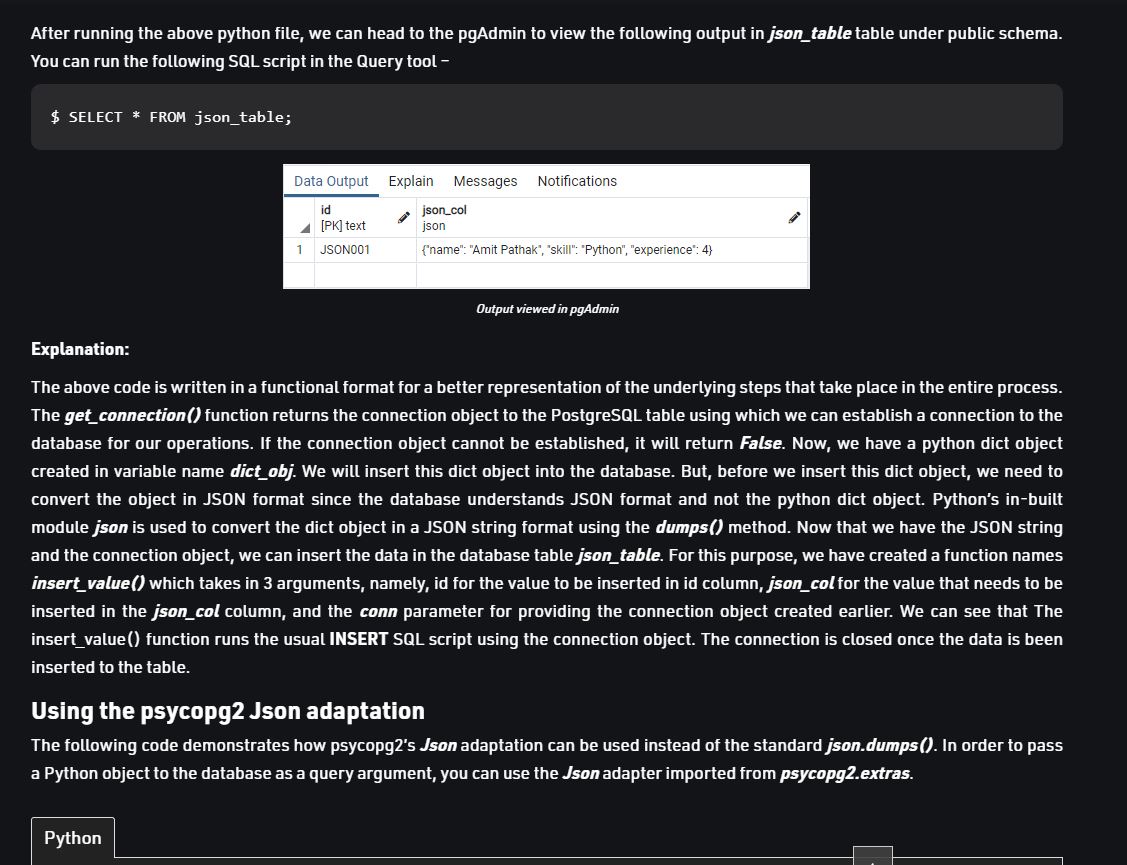 After running the above python file, we can head to the pgAdmin to view the following output in json_table table under public schema.
You can run the following SQL script in the Query tool –
$ SELECT * FROM json_table;
Data Output Explain Messages Notifications
id json_col
[PK] text json
1 JSON001 {"name": "Amit Pathak", "skill": "Python", "experience": 4}
Output viewed in pgAdmin
Explanation:
The above code is written in a functional format for a better representation of the underlying steps that take place in the entire process.
The get_connection() function returns the connection object to the PostgreSQL table using which we can establish a connection to the
database for our operations. If the connection object cannot be established, it will return False. Now, we have a python dict object
created in variable name dict_obj. We will insert this dict object into the database. But, before we insert this dict object, we need to
convert the object in JSON format since the database understands JSON format and not the python dict object. Python's in-built
module json is used to convert the dict object in a JSON string format using the dumps() method. Now that we have the JSON string
and the connection object, we can insert the data in the database table json_table. For this purpose, we have created a function names
insert_value() which takes in 3 arguments, namely, id for the value to be inserted in id column, json_col for the value that needs to be
inserted in the json_col column, and the conn parameter for providing the connection object created earlier. We can see that The
insert_value() function runs the usual INSERT SQL script using the connection object. The connection is closed once the data is been
inserted to the table.
Using the psycopg2 Json adaptation
The following code demonstrates how psycopg2's Json adaptation can be used instead of the standard json.dumps(). In order to pass
a Python object to the database as a query argument, you can use the Json adapter imported from psycopg2.extras.
Python